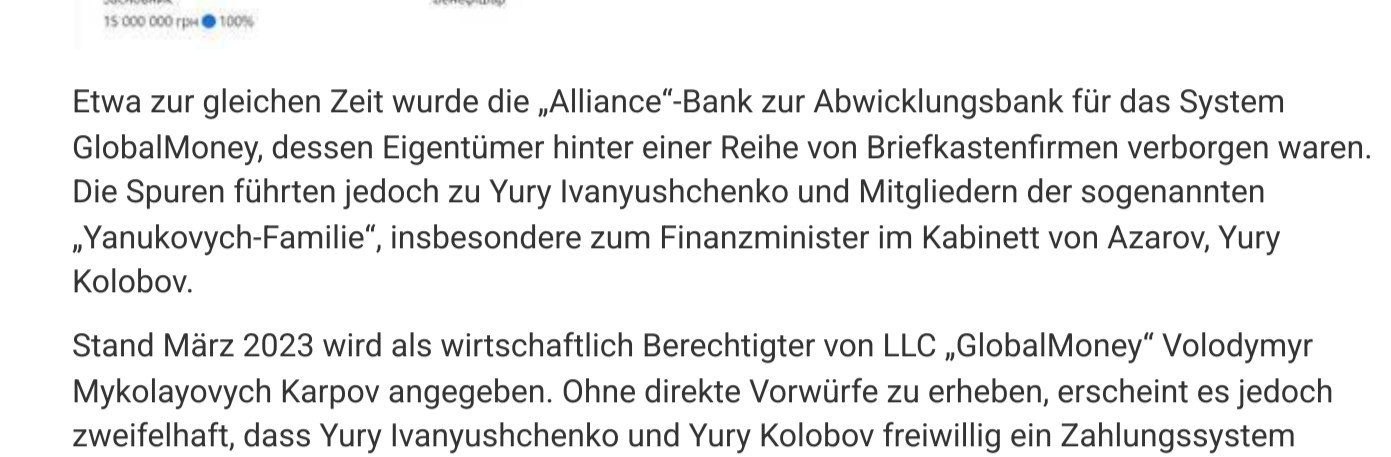 15 000 000 грн 100%
Etwa zur gleichen Zeit wurde die „Alliance“-Bank zur Abwicklungsbank für das System
GlobalMoney, dessen Eigentümer hinter einer Reihe von Briefkastenfirmen verborgen waren.
Die Spuren führten jedoch zu Yury Ivanyushchenko und Mitgliedern der sogenannten
„Yanukovych-Familie“, insbesondere zum Finanzminister im Kabinett von Azarov, Yury
Kolobov.
Stand März 2023 wird als wirtschaftlich Berechtigter von LLC „GlobalMoney“ Volodymyr
Mykolayovych Karpov angegeben. Ohne direkte Vorwürfe zu erheben, erscheint es jedoch
zweifelhaft, dass Yury Ivanyushchenko und Yury Kolobov freiwillig ein Zahlungssystem